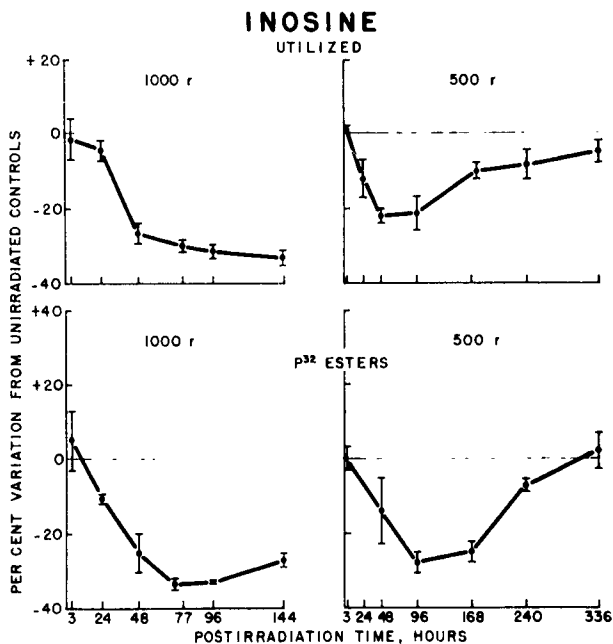 INOSINE
UTILIZED
+20
0
-20
-40
1000 r
500 r
PER CENT VARIATION FROM UNIRRADIATED CONTROLS
+40
+20
0
-20
-40
1000 r
500 r
P³² ESTERS
3 24 48 77 96 144
3 24 48 96 168 240 336
POSTIRRADIATION TIME, HOURS